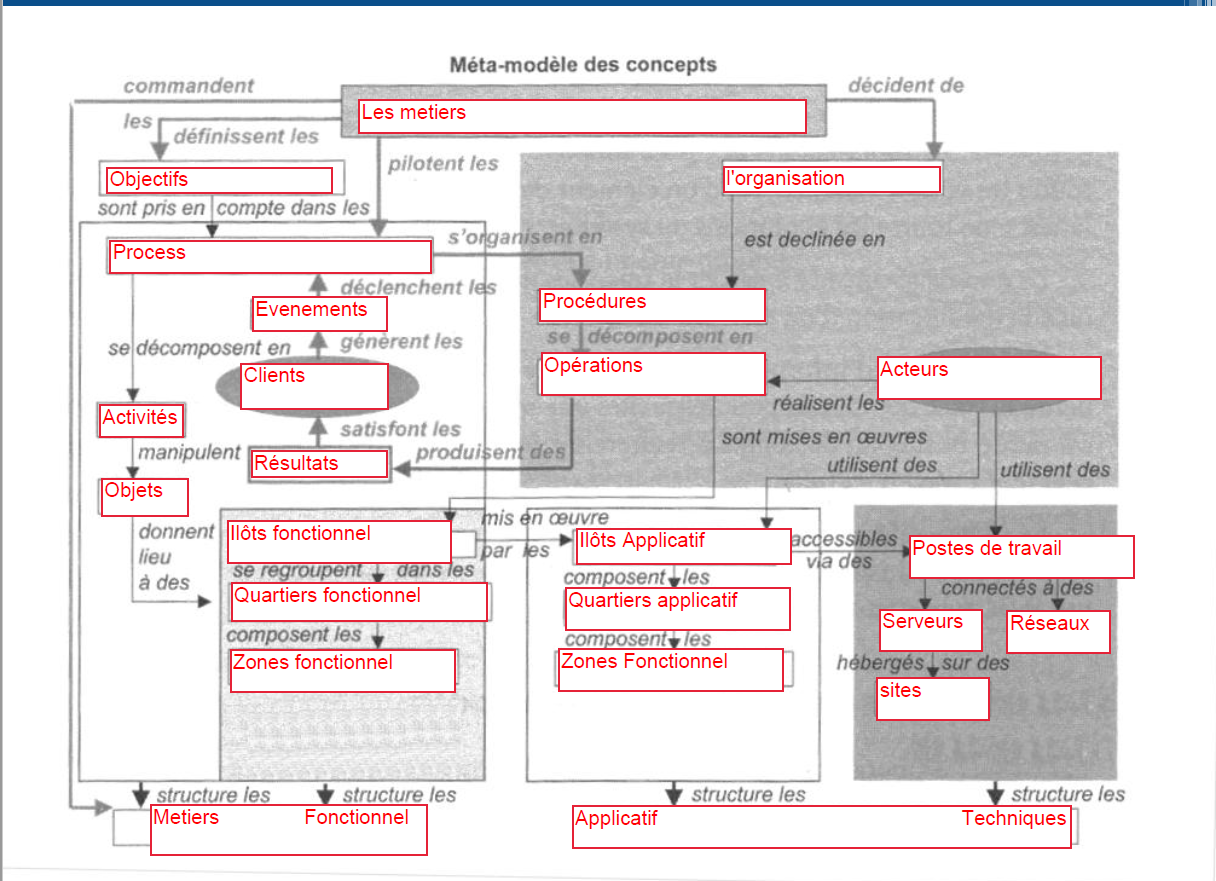 Méta-modèle des concepts
commandent
décident de
Les metiers
les
définissent les
pilotent les
Objectifs
l'organisation
sont pris en compte dans les
s'organisent en
est declinée en
Process
déclenchent les
Evenements
Procédures
se décomposent en
génèrent les
se décomposent en
Clients
Opérations
Acteurs
réalisent les
Activités
satisfont les
sont mises en œuvres
manipulent
produisent des
Résultats
utilisent des
utilisent des
Objets
donnent
lieu
à des
mis en œuvre
par les
Ilôts fonctionnel
Ilôts Applicatif
accessibles
via des
Postes de travail
se regroupent dans les
composent les
connectés à des
Quartiers fonctionnel
Quartiers applicatif
Serveurs
Réseaux
composent les
composent les
Zones fonctionnel
Zones Fonctionnel
hébergés sur des
sites
structure les
structure les
structure les
structure les
Metiers
Fonctionnel
Applicatif
Techniques